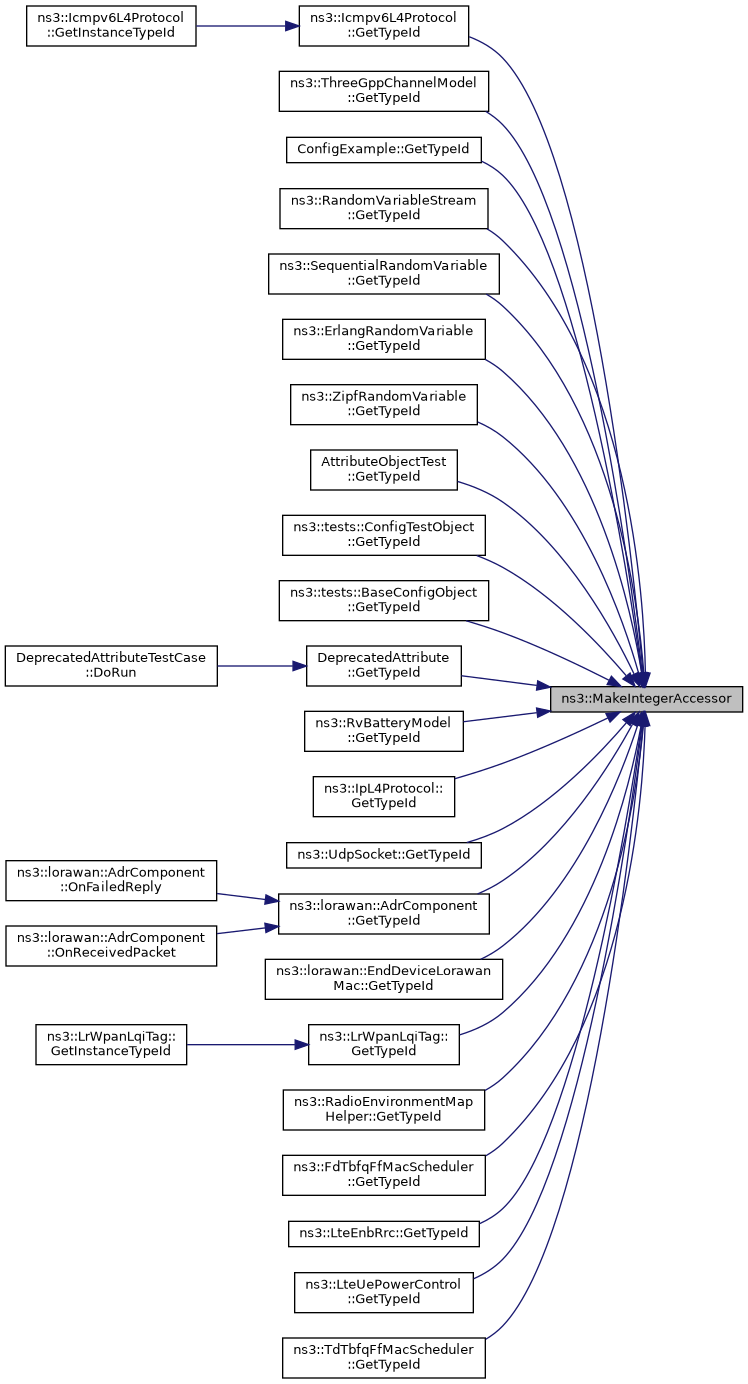 ns3::Icmpv6L4Protocol
::GetInstanceTypeId
ns3::Icmpv6L4Protocol
::GetTypeId
ns3::ThreeGppChannelModel
::GetTypeId
ConfigExample::GetTypeId
ns3::RandomVariableStream
::GetTypeId
ns3::SequentialRandomVariable
::GetTypeId
ns3::ErlangRandomVariable
::GetTypeId
ns3::ZipfRandomVariable
::GetTypeId
AttributeObjectTest
::GetTypeId
ns3::tests::ConfigTestObject
::GetTypeId
ns3::tests::BaseConfigObject
::GetTypeId
DeprecatedAttributeTestCase
::DoRun
DeprecatedAttribute
::GetTypeId
ns3::MakeIntegerAccessor
ns3::RvBatteryModel
::GetTypeId
ns3::IpL4Protocol::
GetTypeId
ns3::UdpSocket::GetTypeId
ns3::lorawan::AdrComponent
::OnFailedReply
ns3::lorawan::AdrComponent
::GetTypeId
ns3::lorawan::AdrComponent
::OnReceivedPacket
ns3::lorawan::EndDeviceLorawan
Mac::GetTypeId
ns3::LrWpanLqiTag::
GetInstanceTypeId
ns3::LrWpanLqiTag::
GetTypeId
ns3::RadioEnvironmentMap
Helper::GetTypeId
ns3::FdTbfqFfMacScheduler
::GetTypeId
ns3::LteEnbRrc::GetTypeId
ns3::LteUePowerControl
::GetTypeId
ns3::TdTbfqFfMacScheduler
::GetTypeId